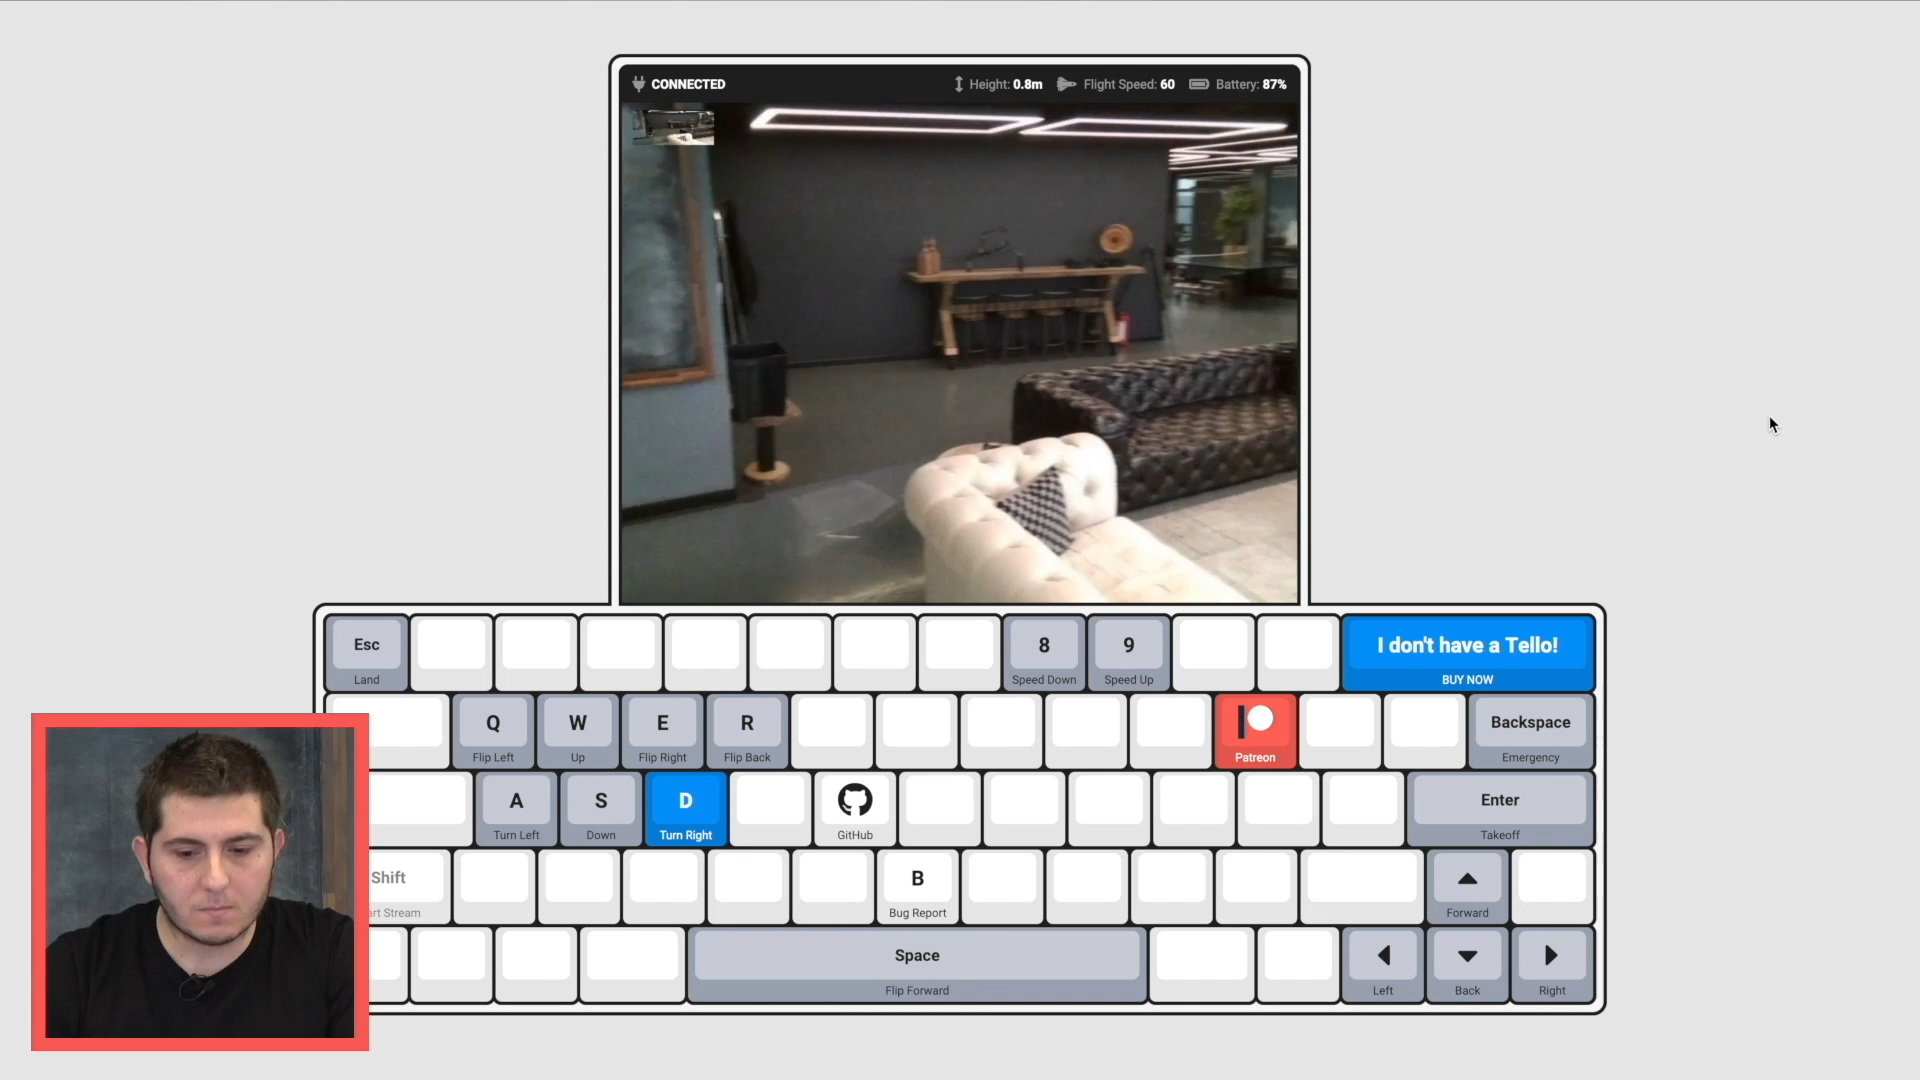 CONNECTED Height: 0.8m Flight Speed: 60 Battery: 87%
Esc 8 9 I don't have a Tello!
Land Speed Down Speed Up BUY NOW
Q W E R Backspace
Flip Left Up Flip Right Flip Back Patreon Emergency
A S D Enter
Turn Left Down Turn Right GitHub Takeoff
Shift B
art Stream Bug Report Forward
Space
Flip Forward Left Back Right